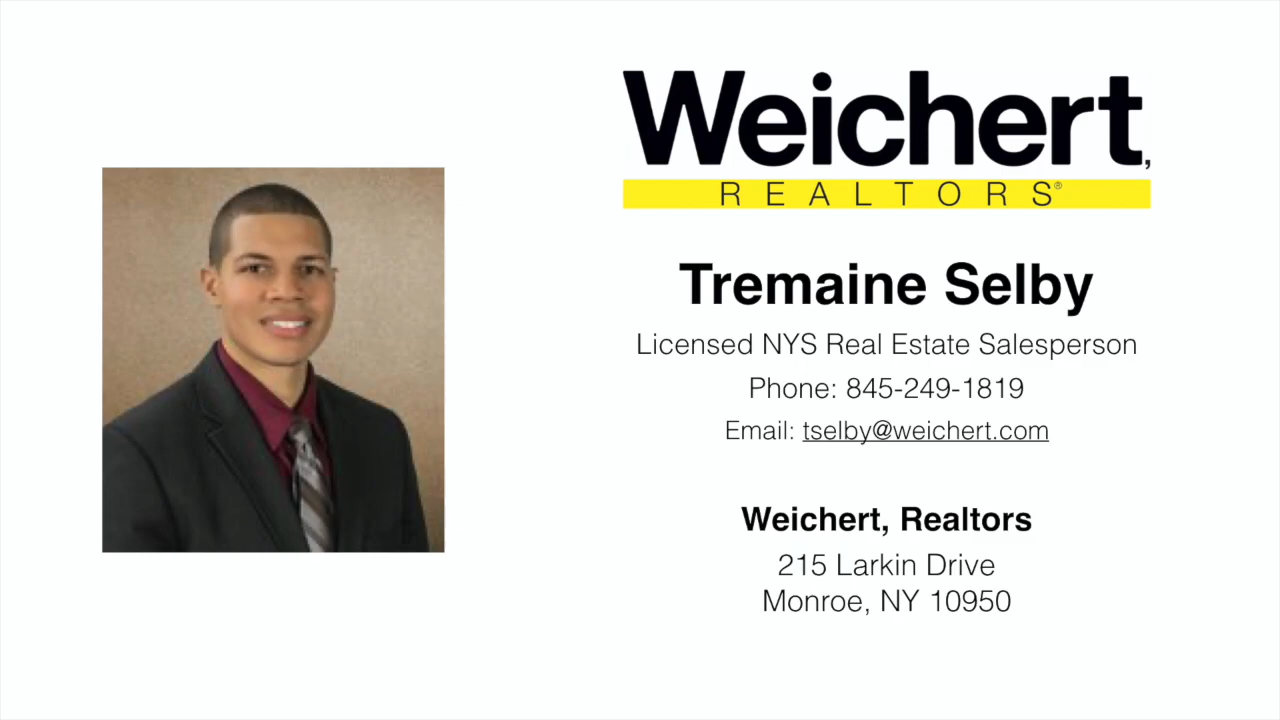 Weichert,
REALTORS®
Tremaine Selby
Licensed NYS Real Estate Salesperson
Phone: 845-249-1819
Email: tselby@weichert.com
Weichert, Realtors
215 Larkin Drive
Monroe, NY 10950